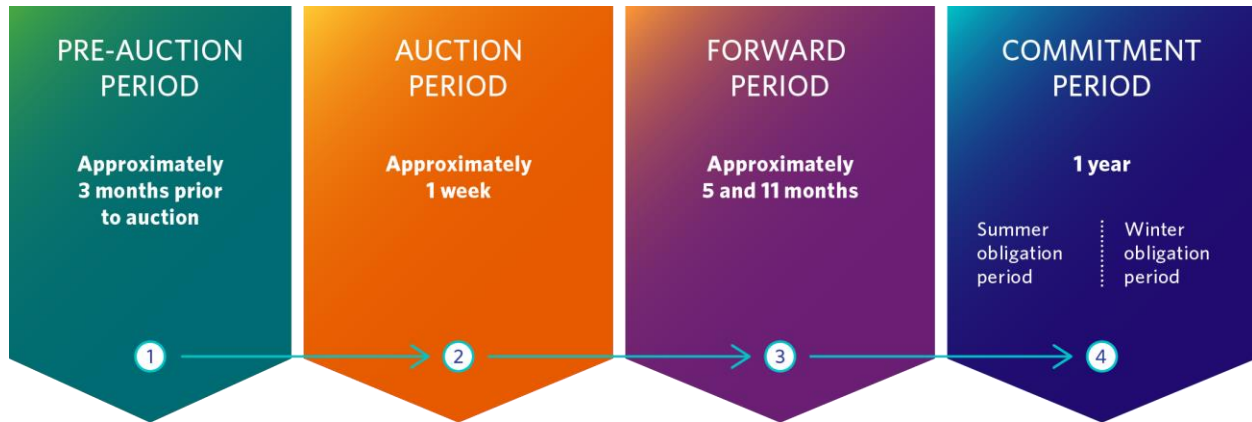 PRE-AUCTION
PERIOD
Approximately
3 months prior
to auction
1
AUCTION
PERIOD
Approximately
1 week
2
FORWARD
PERIOD
Approximately
5 and 11 months
3
COMMITMENT
PERIOD
1 year
Summer
obligation
period
Winter
obligation
period
4